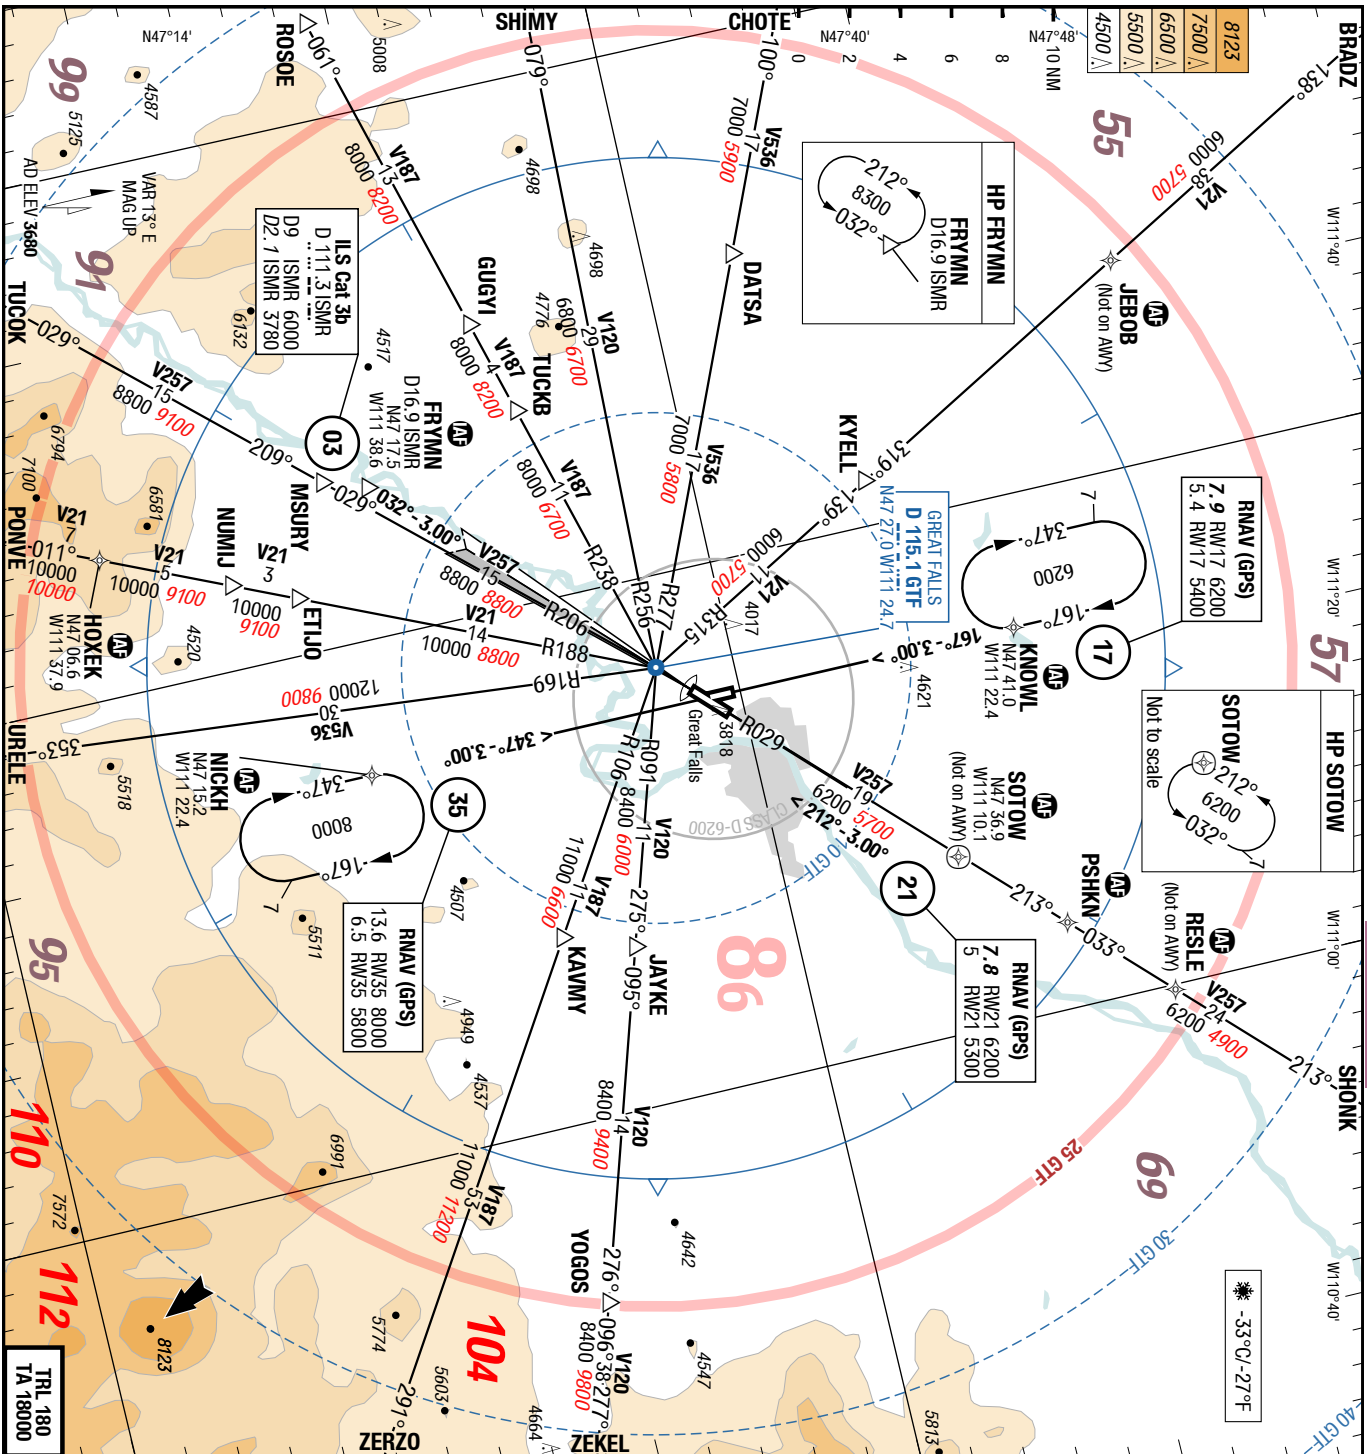 BRADZ
138°
6000
5700
38
V21
JEBOB
(Not on AWY)
IAF
W111°40'
55
8123
7500
6500
5500
4500
N47°48'
10 NM
8
6
4
2
0
N47°40'
CHOTE
100°
V536
17
7000 5900
SHIMY
079°
ROSOE
061°
5008
N47°14'
4587
99
5125
V187
13
8000 8200
4698
HP FRYMN
FRYMN
D16.9 ISMR
212°
8300
032°
DATSA
4698
V120
29
6800 6700
4776
GUGYI
V187
4
8000 8200
TUCKB
VAR 13° E
MAG UP
AD ELEV 3680
91
6132
ILS Cat 3b
D 111.3 ISMR
D9 ISMR 6000
D2.1 ISMR 3780
4517
03
TUCOK
029°
V257
15
8800 9100
209°
MSURY
029°
IAF
FRYMN
D16.9 ISMR
N47 17.5
W111 38.6
032°-3.00°
V257
15
8800 8800
R206
V187
11
8000 6700
R238
R256
V536
17
7000 5800
R277
KYELL
319°
139°
V21
11
6000 5700
R315
GREAT FALLS
D 115.1 GTF
N47 27.0 W111 24.7
4017
RNAV (GPS)
7.9 RW17 6200
5.4 RW17 5400
W111°20'
7
347°
6200
167°
17
IAF
KNOWL
N47 41.0
W111 22.4
167°-3.00°
4621
57
6794
7100
6581
PONVE
V21
7
011°
10000
10000
V21
5
10000 9100
IAF
HOXEK
N47 06.6
W111 37.9
NUMIJ
V21
3
10000
9100
ETIJO
4520
V21
14
10000 8800
R188
R169
V536
30
12000
9800
353°
URELE
5518
347°-3.00°
35
IAF
NICKH
N47 15.2
W111 22.4
347°
8000
167°
7
3818
Great Falls
CLASS D-6200
R029
V257
19
6200 5700
212°-3.00°
21
IAF
SOTOW
N47 36.9
W111 10.1
(Not on AWY)
HP SOTOW
SOTOW
212°
6200
032°
7
Not to scale
213°
IAF
PSHKN
033°
IAF
RESLE
(Not on AWY)
V257
24
6200 4900
213°
SHONK
W111°00'
RNAV (GPS)
7.8 RW21 6200
5 RW21 5300
10 GTF
R091
V120
11
8400 6000
275°
JAYKE
095°
R106
V187
11
11000 6600
KAVMY
86
RNAV (GPS)
13.6 RW35 8000
6.5 RW35 5800
4507
5511
95
4949
4537
V120
14
8400 9400
V187
53
11000 11200
25 GTF
69
30 GTF
4642
YOGOS
276°
096°
V120
38
277°
8400 9800
4547
ZEKEL
4664
104
5774
5603
291°
ZERZO
6991
110
7572
112
8123
TRL 180
TA 18000
W110°40'
-33°C/-27°F
40 GTF
5813